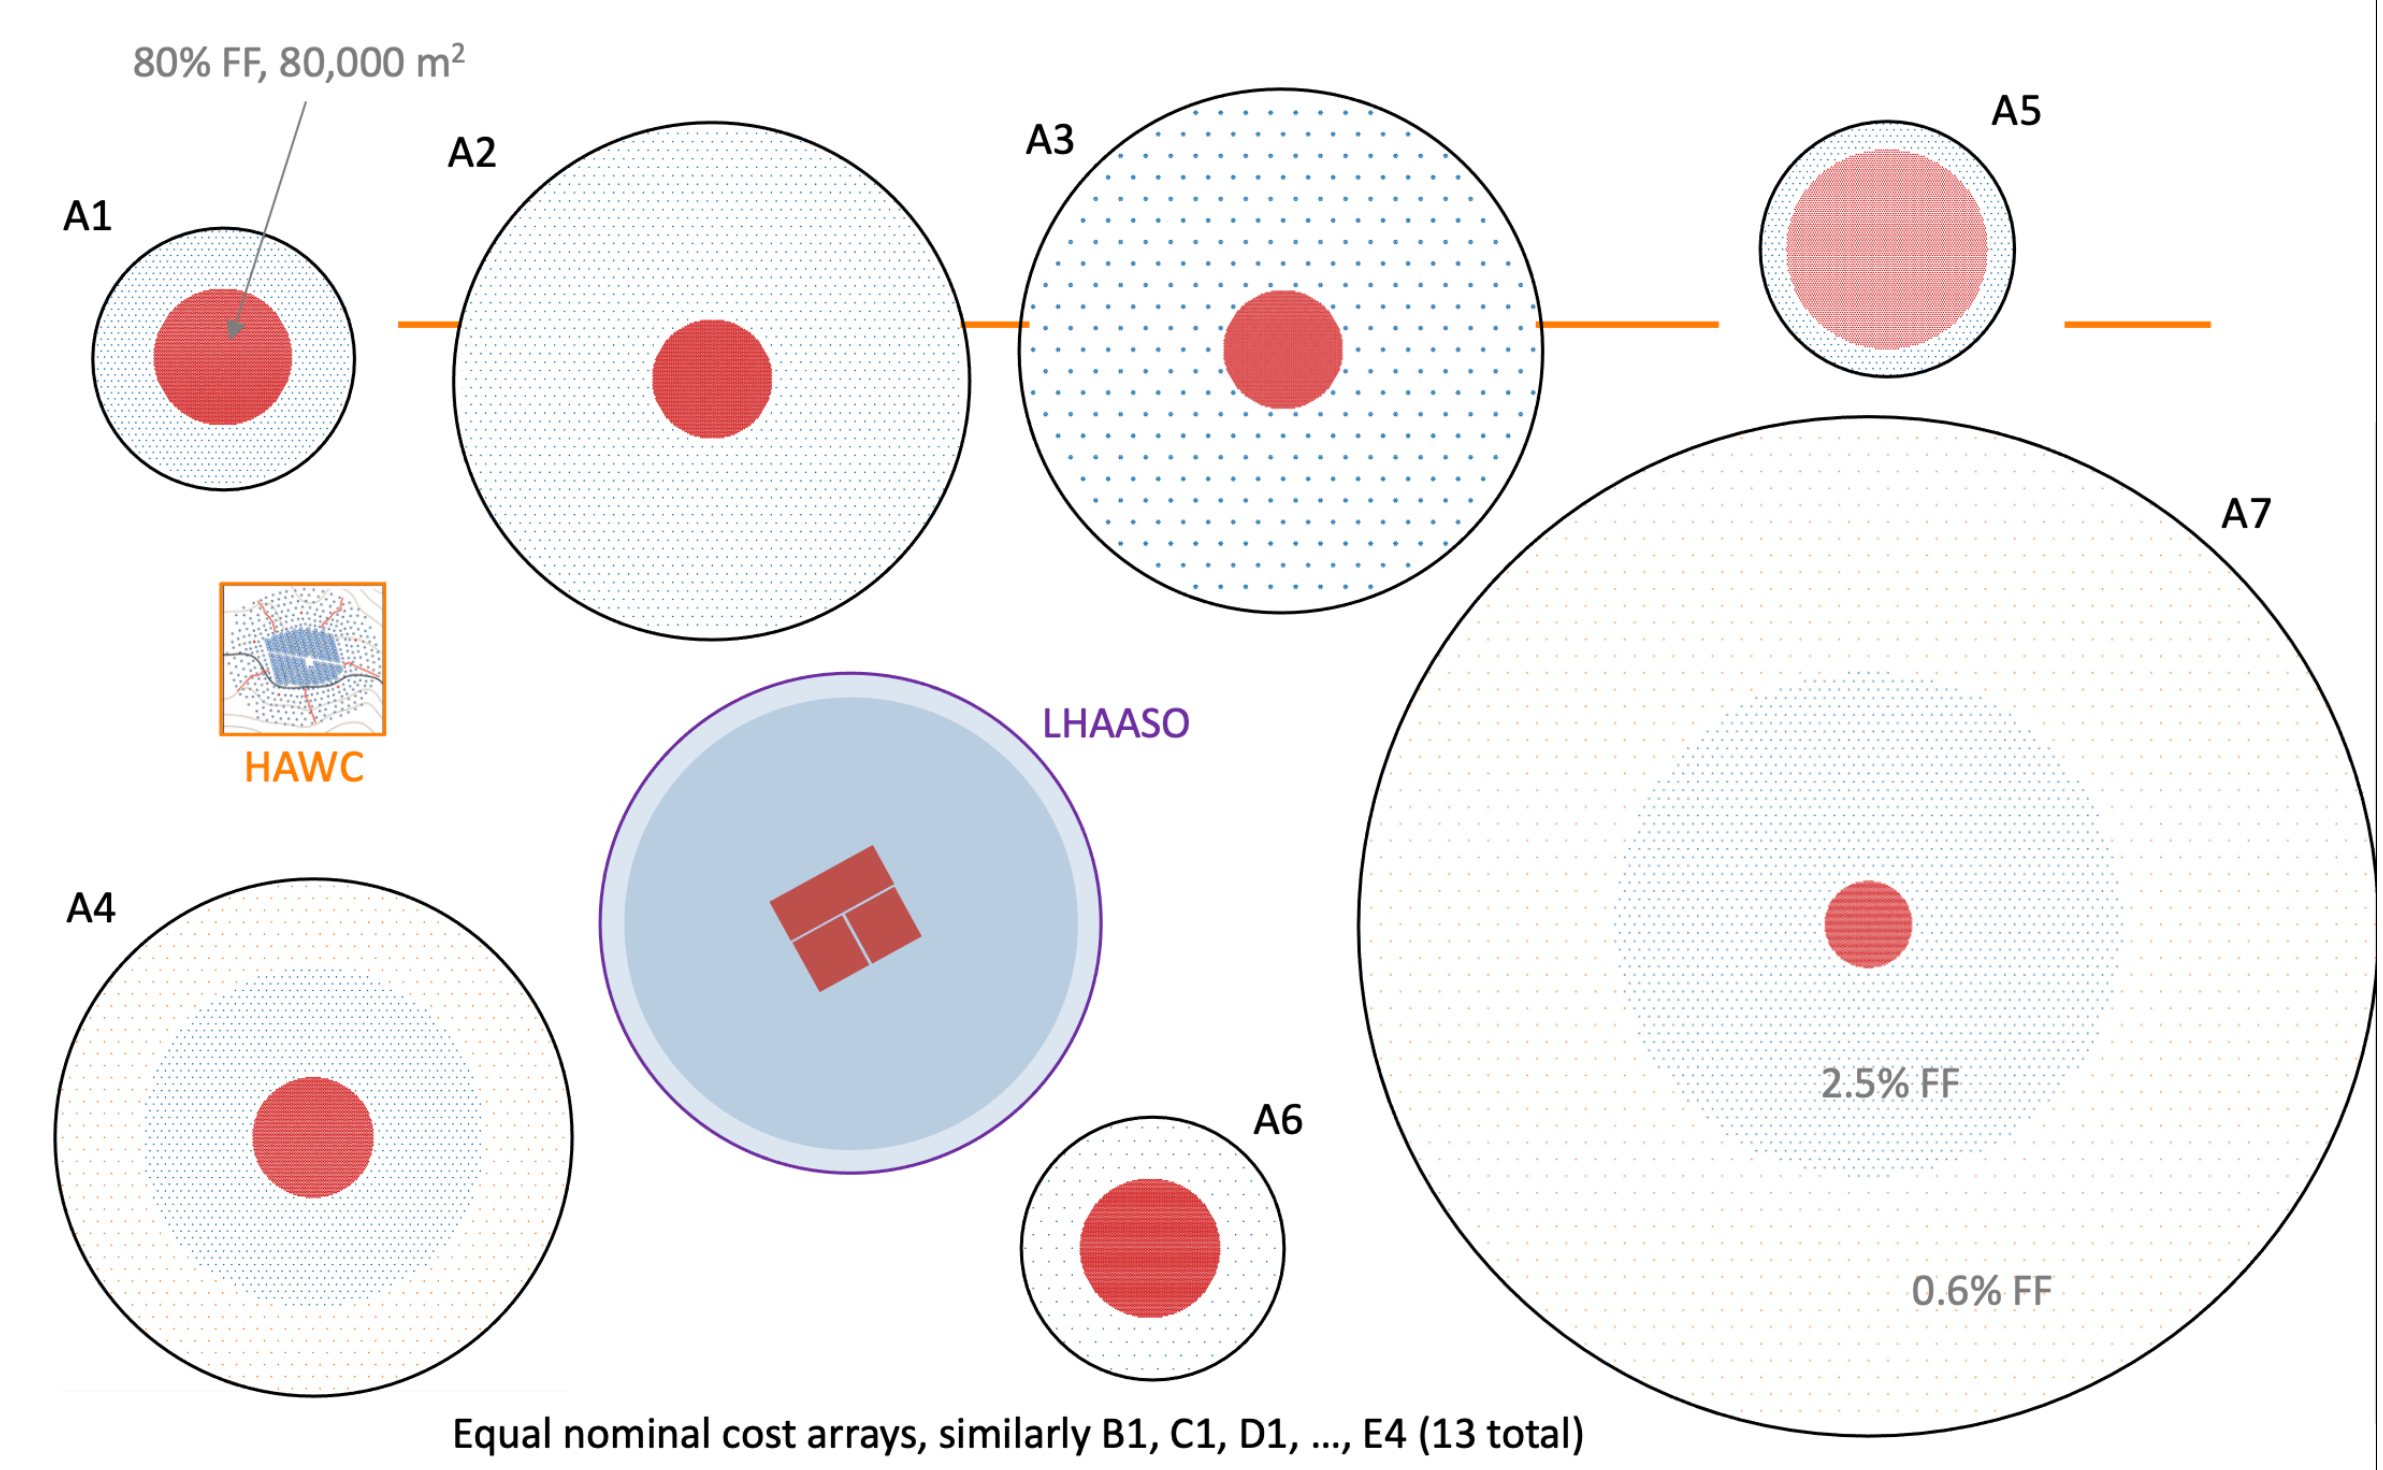 80% FF, 80,000 m²
A1
A2
A3
A5
A7
HAWC
LHAASO
A4
A6
2.5% FF
0.6% FF
Equal nominal cost arrays, similarly B1, C1, D1, ..., E4 (13 total)